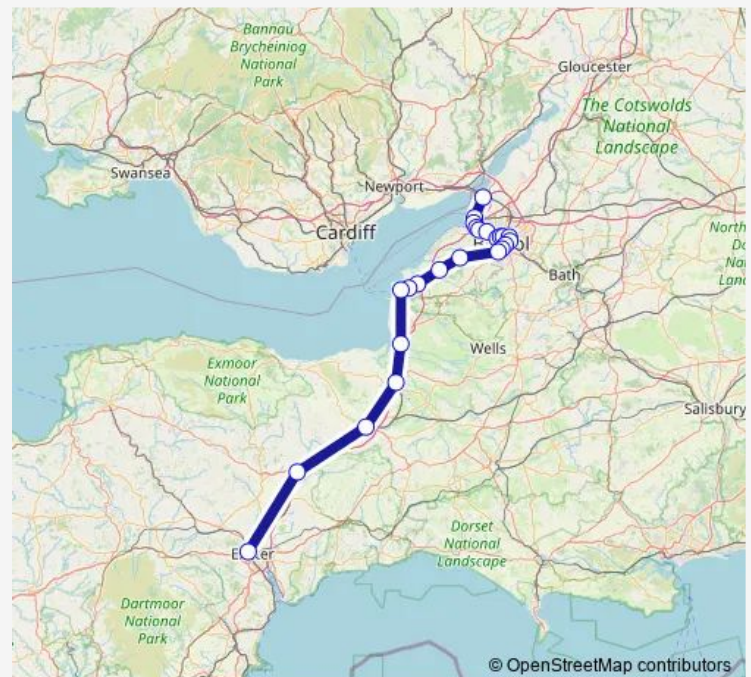 Bannau
Brycheiniog
National
Park
Gloucester
The Cotswolds
National
Landscape
Swansea
Newport
Cardiff
North
Bath
Exmoor
National
Park
Wells
Salisbury
Dorset
National
Landscape
Dartmoor
National
Park
© OpenStreetMap contributors